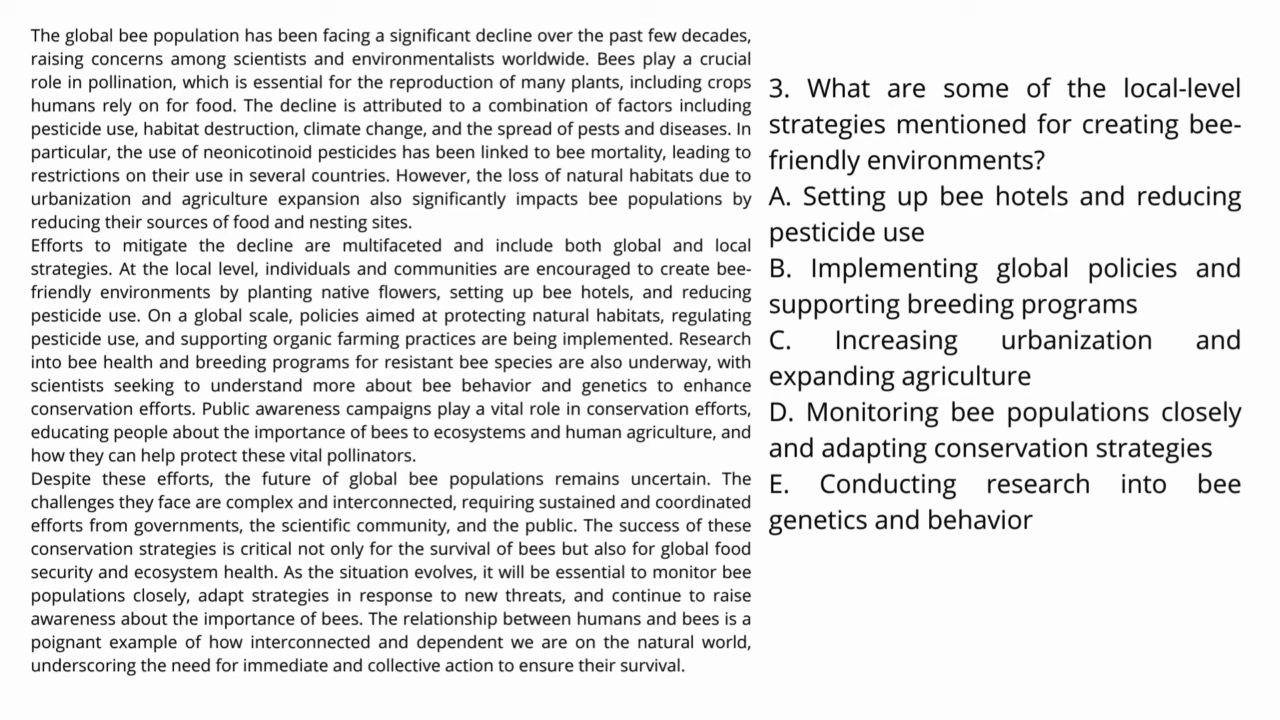 The global bee population has been facing a significant decline over the past few decades,
raising concerns among scientists and environmentalists worldwide. Bees play a crucial
role in pollination, which is essential for the reproduction of many plants, including crops
humans rely on for food. The decline is attributed to a combination of factors including
pesticide use, habitat destruction, climate change, and the spread of pests and diseases. In
particular, the use of neonicotinoid pesticides has been linked to bee mortality, leading to
restrictions on their use in several countries. However, the loss of natural habitats due to
urbanization and agriculture expansion also significantly impacts bee populations by
reducing their sources of food and nesting sites.
Efforts to mitigate the decline are multifaceted and include both global and local
strategies. At the local level, individuals and communities are encouraged to create bee-
friendly environments by planting native flowers, setting up bee hotels, and reducing
pesticide use. On a global scale, policies aimed at protecting natural habitats, regulating
pesticide use, and supporting organic farming practices are being implemented. Research
into bee health and breeding programs for resistant bee species are also underway, with
scientists seeking to understand more about bee behavior and genetics to enhance
conservation efforts. Public awareness campaigns play a vital role in conservation efforts,
educating people about the importance of bees to ecosystems and human agriculture, and
how they can help protect these vital pollinators.
Despite these efforts, the future of global bee populations remains uncertain. The
challenges they face are complex and interconnected, requiring sustained and coordinated
efforts from governments, the scientific community, and the public. The success of these
conservation strategies is critical not only for the survival of bees but also for global food
security and ecosystem health. As the situation evolves, it will be essential to monitor bee
populations closely, adapt strategies in response to new threats, and continue to raise
awareness about the importance of bees. The relationship between humans and bees is a
poignant example of how interconnected and dependent we are on the natural world,
underscoring the need for immediate and collective action to ensure their survival.
3. What are some of the local-level
strategies mentioned for creating bee-
friendly environments?
A. Setting up bee hotels and reducing
pesticide use
B. Implementing global policies and
supporting breeding programs
C. Increasing urbanization and
expanding agriculture
D. Monitoring bee populations closely
and adapting conservation strategies
E. Conducting research into bee
genetics and behavior